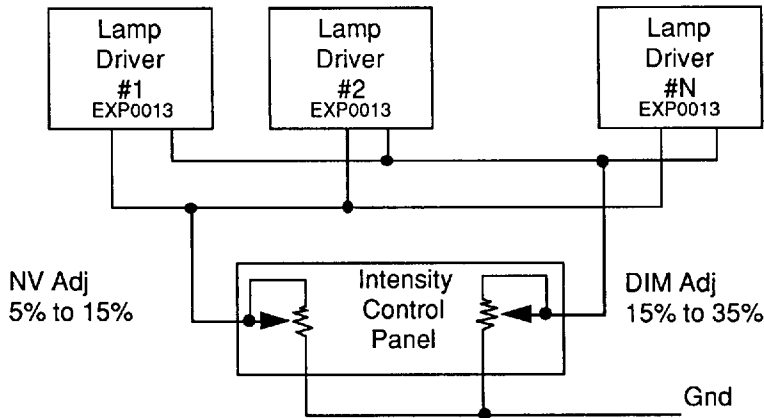 Lamp
Driver
#1
EXP0013
Lamp
Driver
#2
EXP0013
Lamp
Driver
#N
EXP0013
NV Adj
5% to 15%
Intensity
Control
Panel
DIM Adj
15% to 35%
Gnd